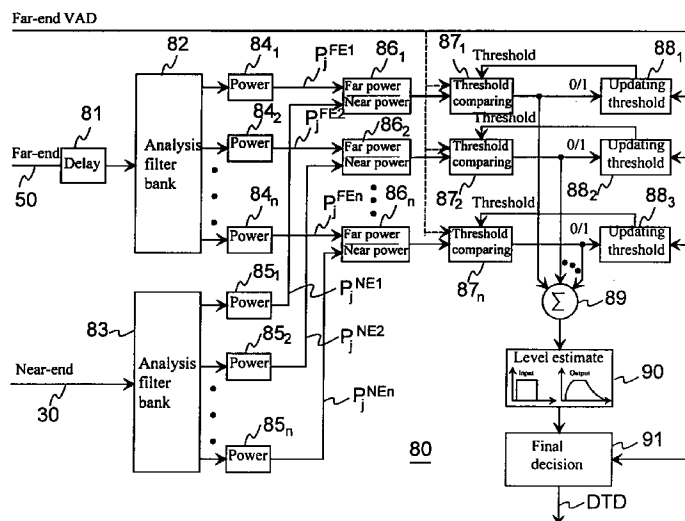 Far-end VAD
82
84₁
Power
P_j^FE1
86₁
Far power
Near power
87₁
Threshold
Threshold comparing
0/1
88₁
Updating threshold
81
Far-end
50
Delay
Analysis filter bank
84₂
Power
P_j^FE2
86₂
Far power
Near power
Threshold
Threshold comparing
87₂
0/1
Updating threshold
88₂
84ₙ
Power
P_j^FEn
86ₙ
Far power
Near power
Threshold
Threshold comparing
87ₙ
0/1
88₃
Updating threshold
85₁
Power
P_j^NE1
Σ
89
83
Near-end
30
Analysis filter bank
85₂
Power
P_j^NE2
Level estimate
Input
Output
90
P_j^NEn
85ₙ
Power
80
Final decision
91
DTD